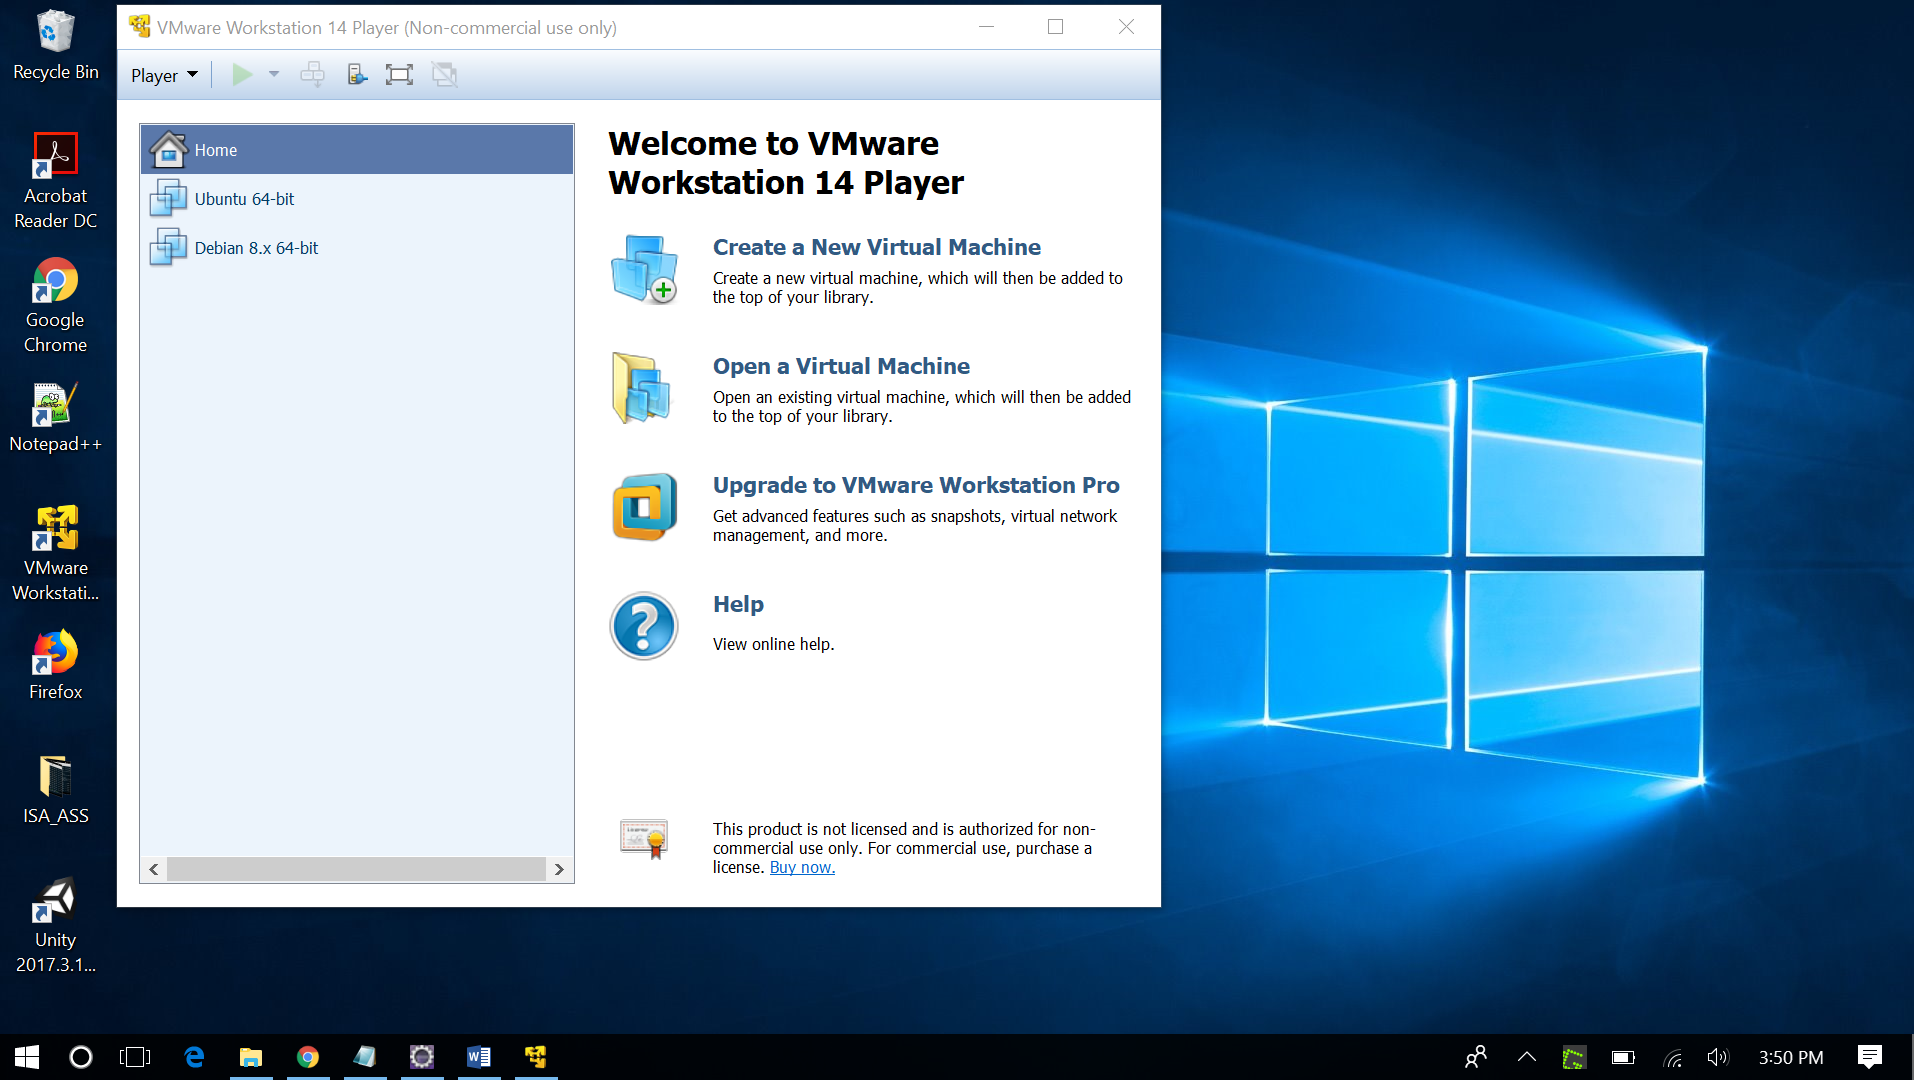 Recycle Bin
Acrobat
Reader DC
Google
Chrome
Notepad++
VMware
Workstati...
Firefox
ISA_ASS
Unity
2017.3.1...
VMware Workstation 14 Player (Non-commercial use only)
Player
Home
Ubuntu 64-bit
Debian 8.x 64-bit
Welcome to VMware
Workstation 14 Player
Create a New Virtual Machine
Create a new virtual machine, which will then be added to
the top of your library.
Open a Virtual Machine
Open an existing virtual machine, which will then be added
to the top of your library.
Upgrade to VMware Workstation Pro
Get advanced features such as snapshots, virtual network
management, and more.
Help
View online help.
This product is not licensed and is authorized for non-
commercial use only. For commercial use, purchase a
license. Buy now.
3:50 PM